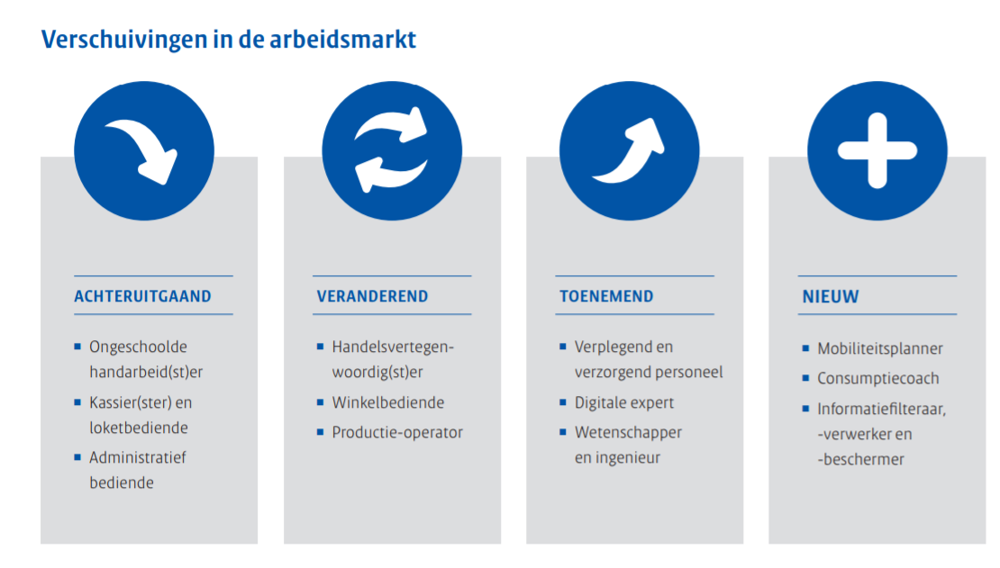 Verschuivingen in de arbeidsmarkt
ACHTERUITGAAND
▪ Ongeschoolde
handarbeid(st)er
▪ Kassier(ster) en
loketbediende
▪ Administratief
bediende
VERANDEREND
▪ Handelsvertegen-
woordig(st)er
▪ Winkelbediende
▪ Productie-operator
TOENEMEND
▪ Verplegend en
verzorgend personeel
▪ Digitale expert
▪ Wetenschapper
en ingenieur
NIEUW
▪ Mobiliteitsplanner
▪ Consumptiecoach
▪ Informatiefilteraar,
-verwerker en
-beschermer